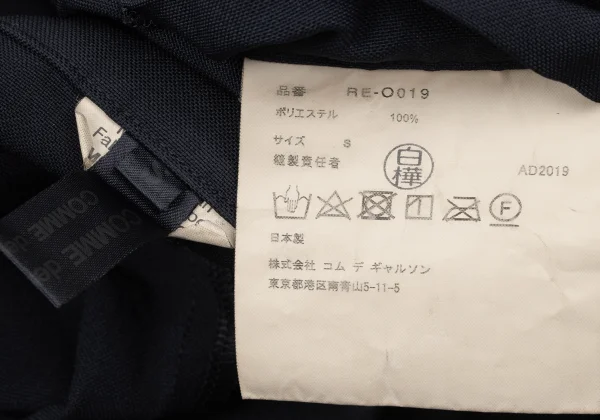 品番 RE-O019
ポリエステル 100%
サイズ S
縫製責任者 白樺
AD2019
F
日本製
株式会社 コム デ ギャルソン
東京都港区南青山5-11-5
COMME de
COMME